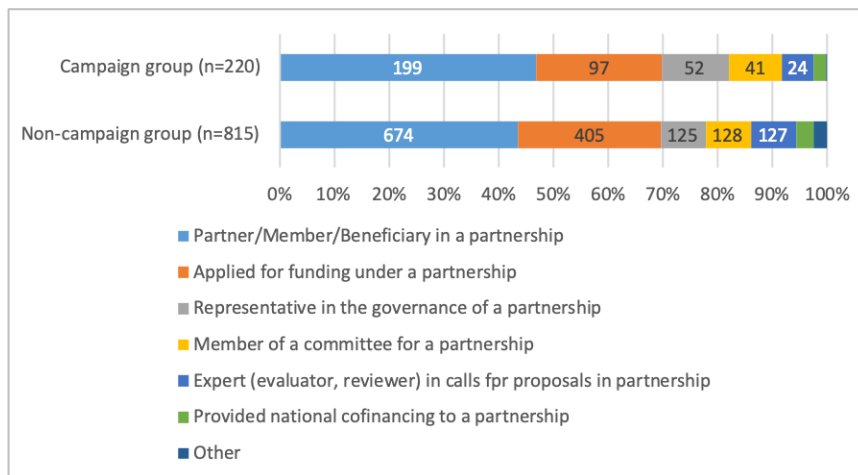 Campaign group (n=220)
199 97 52 41 24
Non-campaign group (n=815)
674 405 125 128 127
0% 10% 20% 30% 40% 50% 60% 70% 80% 90% 100%
Partner/Member/Beneficiary in a partnership
Applied for funding under a partnership
Representative in the governance of a partnership
Member of a committee for a partnership
Expert (evaluator, reviewer) in calls fpr proposals in partnership
Provided national cofinancing to a partnership
Other